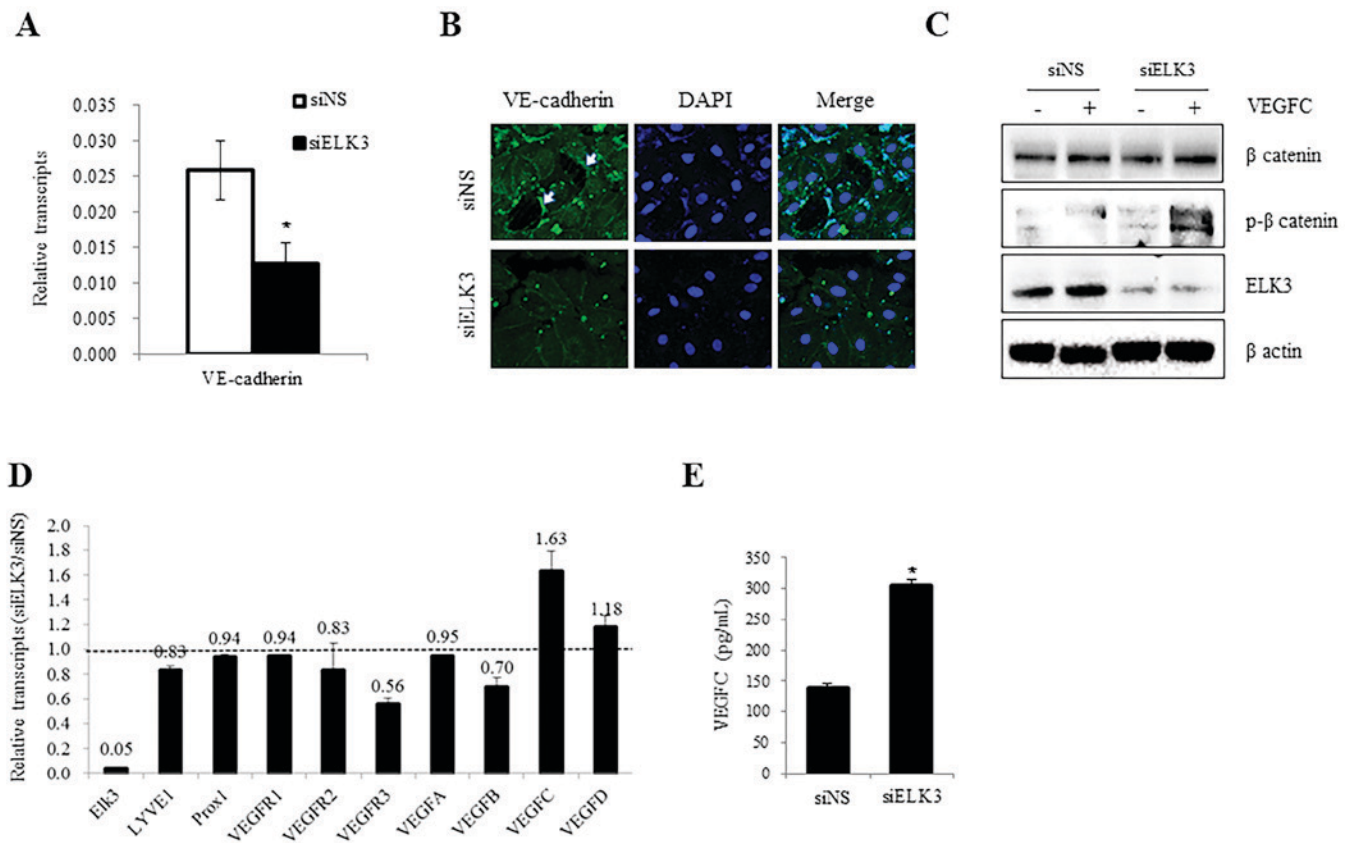 A
siNS
siELK3
Relative transcripts
0.035
0.030
0.025
0.020
0.015
0.010
0.005
0.000
*
VE-cadherin
B
VE-cadherin DAPI Merge
siNS
siELK3
C
siNS siELK3
- + - + VEGFC
β catenin
p-β catenin
ELK3
β actin
D
Relative transcripts (siELK3/siNS)
2.0
1.8
1.6
1.4
1.2
1.0
0.8
0.6
0.4
0.2
0.0
0.05 0.83 0.94 0.94 0.83 0.56 0.95 0.70 1.63 1.18
Elk3 LYVE1 Prox1 VEGFR1 VEGFR2 VEGFR3 VEGFA VEGFB VEGFC VEGFD
E
VEGFC (pg/mL)
350
300
250
200
150
100
50
0
*
siNS siELK3